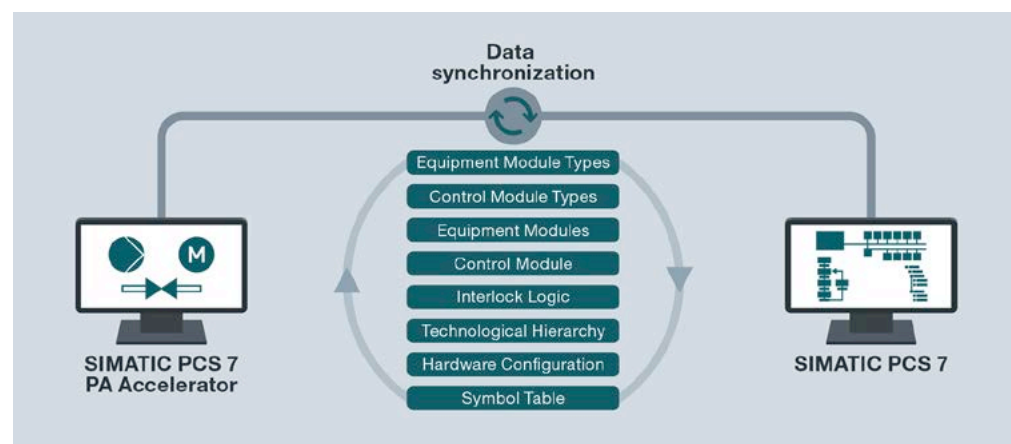 Data
synchronization
Equipment Module Types
Control Module Types
Equipment Modules
Control Module
Interlock Logic
Technological Hierarchy
Hardware Configuration
Symbol Table
M
SIMATIC PCS 7
PA Accelerator
SIMATIC PCS 7